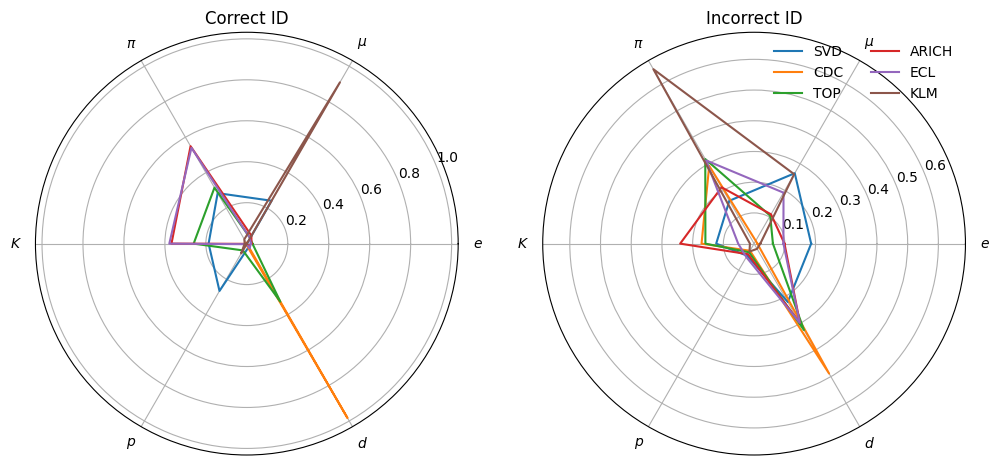 Correct ID
π
μ
K
e
p
d
0.2
0.4
0.6
0.8
1.0
Incorrect ID
π
μ
K
e
p
d
0.1
0.2
0.3
0.4
0.5
0.6
SVD
CDC
TOP
ARICH
ECL
KLM